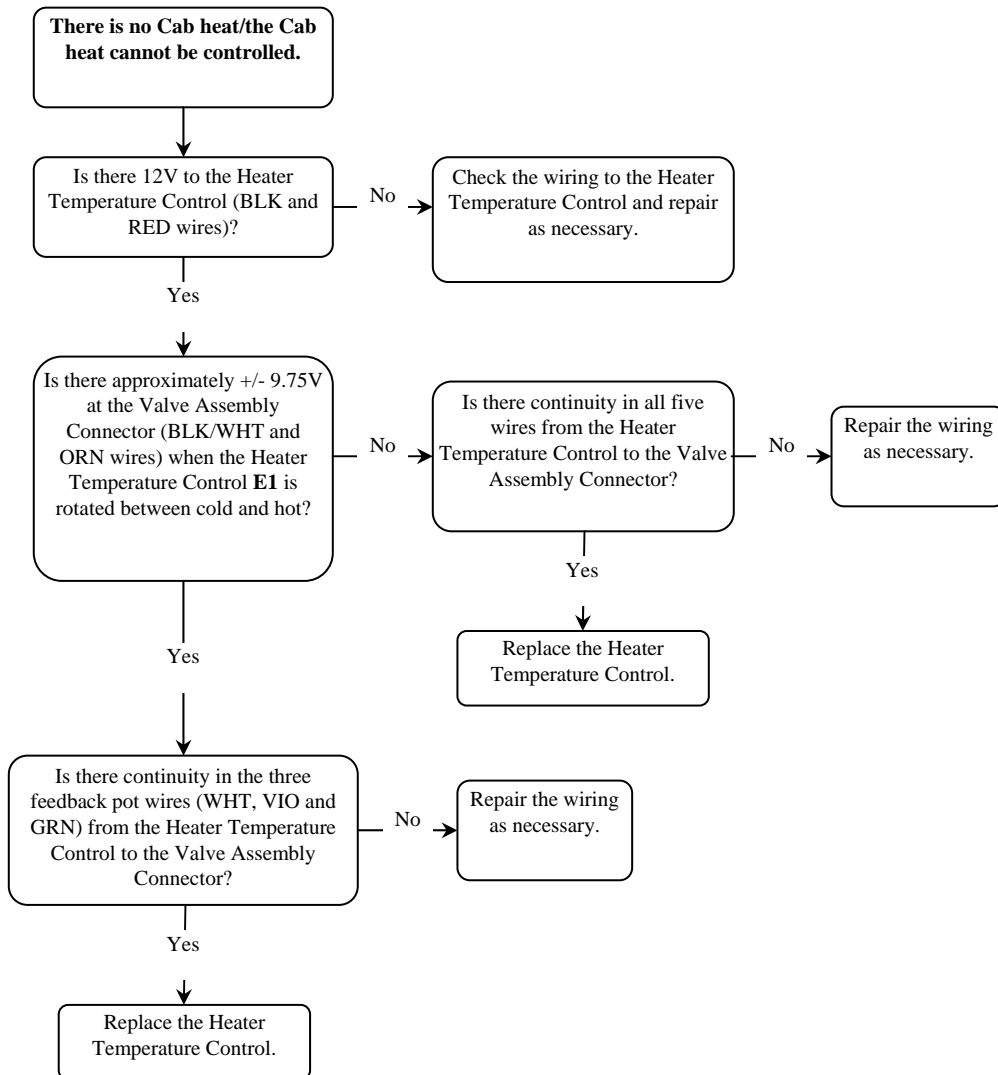 There is no Cab heat/the Cab
heat cannot be controlled.
Is there 12V to the Heater
Temperature Control (BLK and
RED wires)?
No
Check the wiring to the Heater
Temperature Control and repair
as necessary.
Yes
Is there approximately +/- 9.75V
at the Valve Assembly
Connector (BLK/WHT and
ORN wires) when the Heater
Temperature Control E1 is
rotated between cold and hot?
No
Is there continuity in all five
wires from the Heater
Temperature Control to the Valve
Assembly Connector?
No
Repair the wiring
as necessary.
Yes
Replace the Heater
Temperature Control.
Yes
Is there continuity in the three
feedback pot wires (WHT, VIO and
GRN) from the Heater Temperature
Control to the Valve Assembly
Connector?
No
Repair the wiring
as necessary.
Yes
Replace the Heater
Temperature Control.